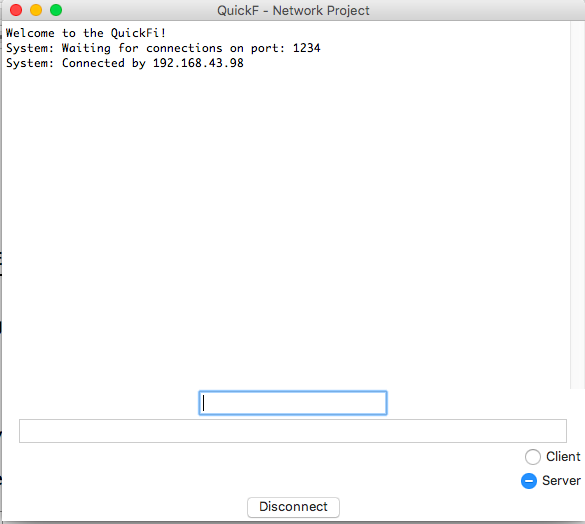 QuickF - Network Project
Welcome to the QuickFi!
System: Waiting for connections on port: 1234
System: Connected by 192.168.43.98
Client
Server
Disconnect